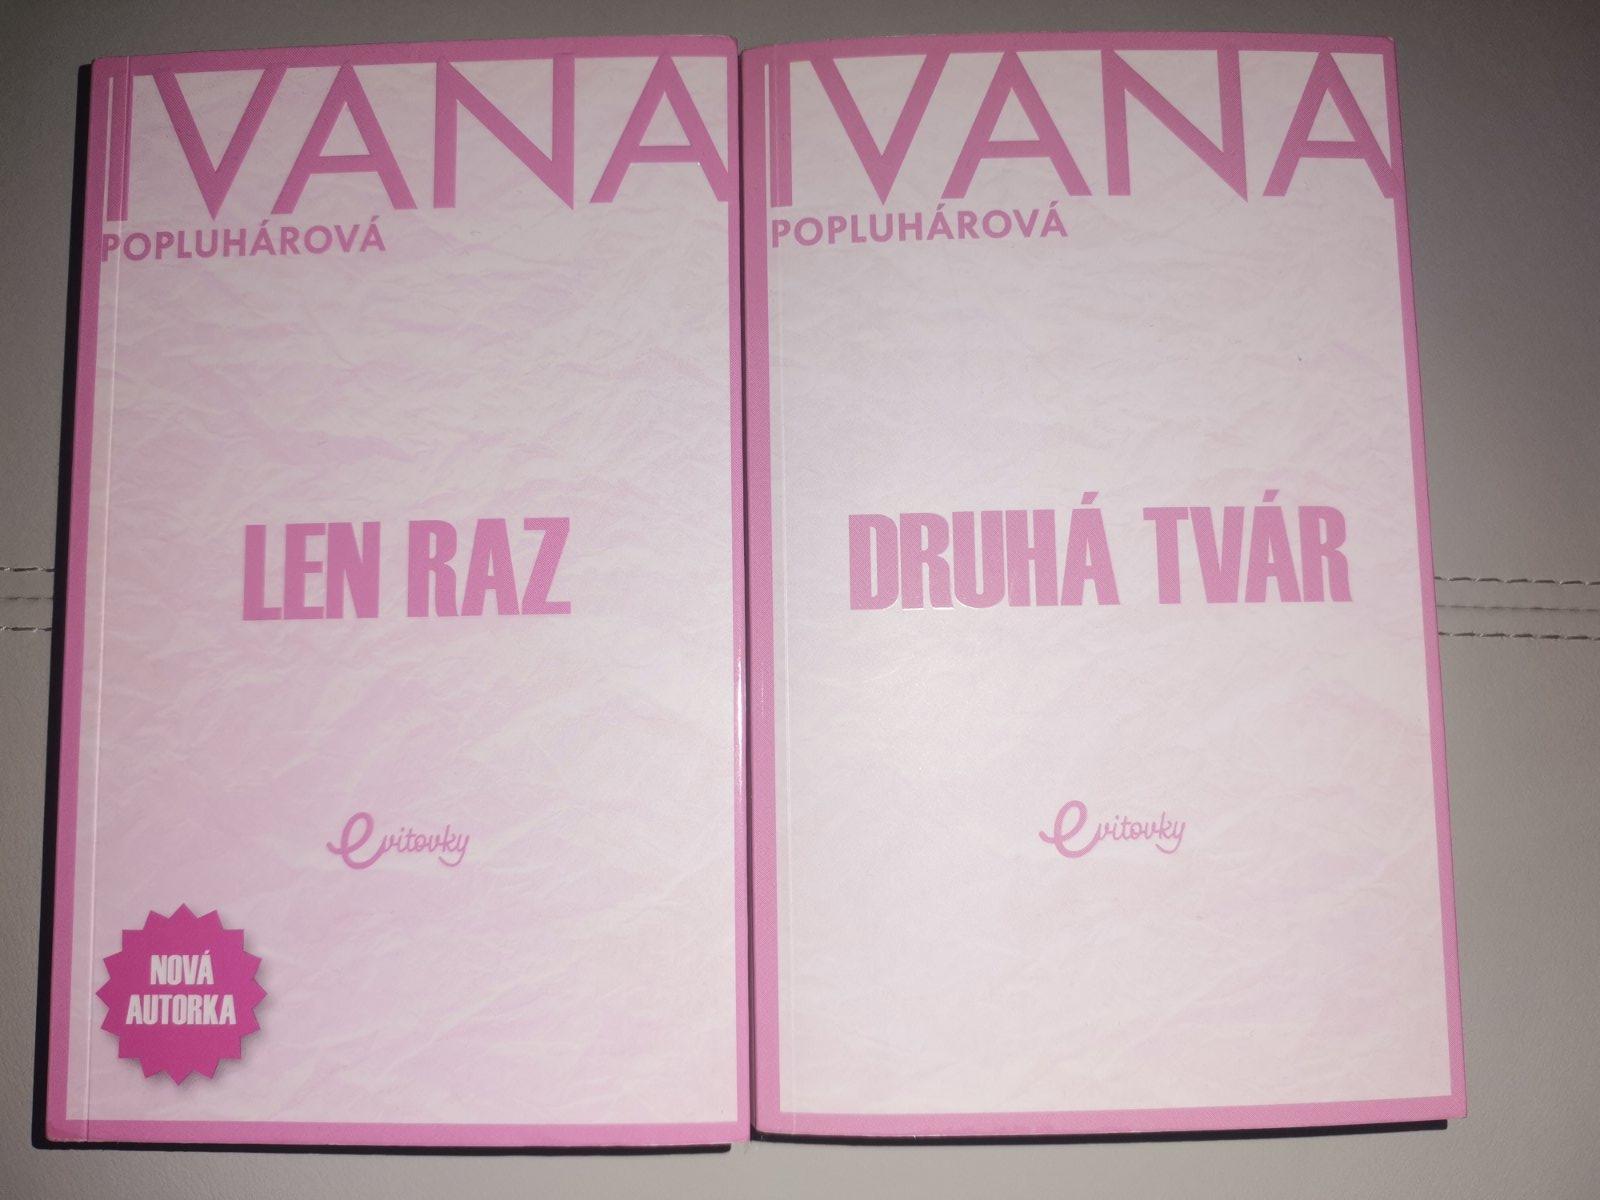 IVANA
POPLUHÁROVÁ
LEN RAZ
evitovky
NOVÁ
AUTORKA
IVANA
POPLUHÁROVÁ
DRUHÁ TVÁR
evitovky